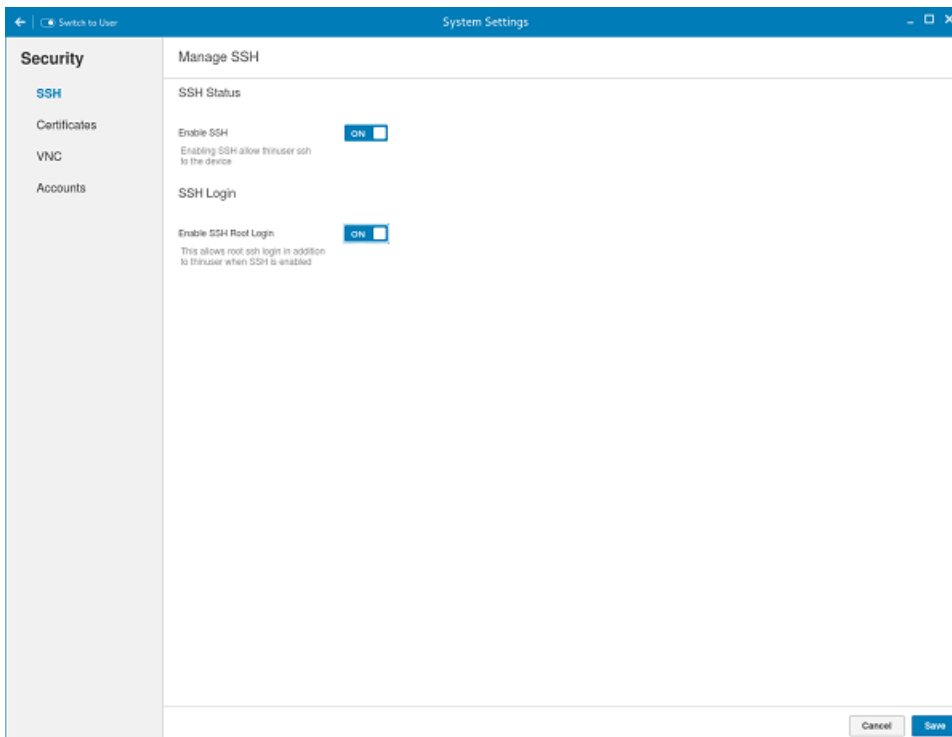 Switch to User
System Settings
Security
SSH
Certificates
VNC
Accounts
Manage SSH
SSH Status
Enable SSH
ON
Enabling SSH allow thinuser ssh
to the device
SSH Login
Enable SSH Root Login
ON
This allows root ssh login in addition
to thinuser when SSH is enabled
Cancel
Save